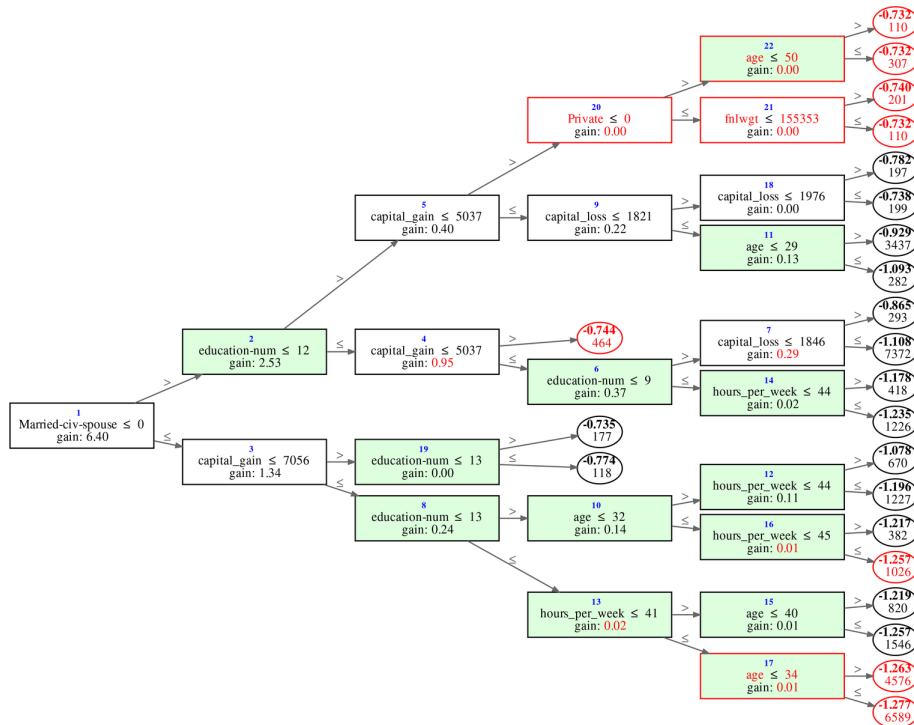 -0.732
110
22
age ≤ 50
gain: 0.00
>
≤
-0.732
307
>
20
Private ≤ 0
gain: 0.00
≤
21
fnlwgt ≤ 155353
gain: 0.00
>
≤
-0.740
201
-0.732
110
>
5
capital_gain ≤ 5037
gain: 0.40
≤
9
capital_loss ≤ 1821
gain: 0.22
>
18
capital_loss ≤ 1976
gain: 0.00
>
≤
-0.782
197
-0.738
199
≤
11
age ≤ 29
gain: 0.13
>
≤
-0.929
3437
-1.093
282
>
2
education-num ≤ 12
gain: 2.53
≤
4
capital_gain ≤ 5037
gain: 0.95
>
-0.744
464
≤
6
education-num ≤ 9
gain: 0.37
>
7
capital_loss ≤ 1846
gain: 0.29
>
≤
-0.865
293
-1.108
7372
≤
14
hours_per_week ≤ 44
gain: 0.02
>
≤
-1.178
418
-1.235
1226
>
1
Married-civ-spouse ≤ 0
gain: 6.40
≤
3
capital_gain ≤ 7056
gain: 1.34
>
19
education-num ≤ 13
gain: 0.00
>
≤
-0.735
177
-0.774
118
≤
8
education-num ≤ 13
gain: 0.24
>
10
age ≤ 32
gain: 0.14
>
12
hours_per_week ≤ 44
gain: 0.11
>
≤
-1.078
670
-1.196
1227
≤
16
hours_per_week ≤ 45
gain: 0.01
>
≤
-1.217
382
-1.257
1026
≤
13
hours_per_week ≤ 41
gain: 0.02
>
15
age ≤ 40
gain: 0.01
>
≤
-1.219
820
-1.257
1546
≤
17
age ≤ 34
gain: 0.01
>
≤
-1.263
4576
-1.277
6589